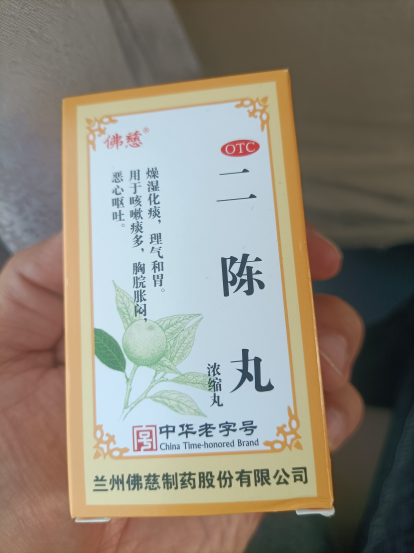 佛慈®
OTC
二陈丸
浓缩丸
燥湿化痰，理气和胃。
用于咳嗽痰多，胸脘胀闷，
恶心呕吐。
号
中华老字号
China Time-honored Brand
兰州佛慈制药股份有限公司